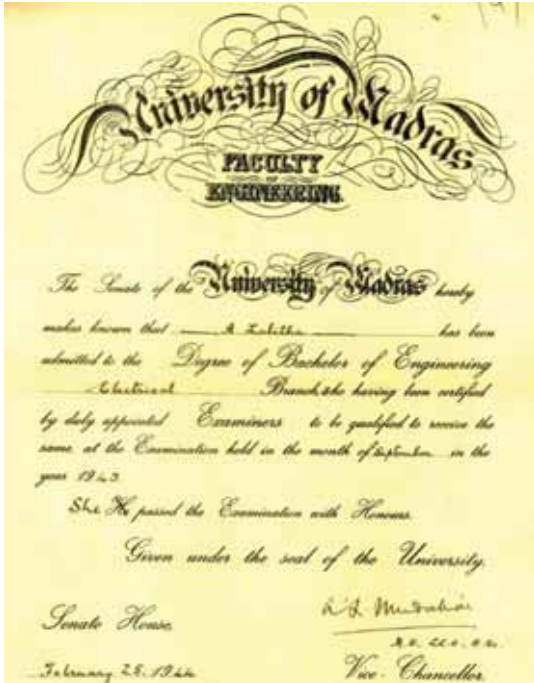 University of Madras
FACULTY
OF
ENGINEERING.
The Senate of the University of Madras hereby
makes known that A Lalitha has been
admitted to the Degree of Bachelor of Engineering
Electrical Branch, she having been certified
by duly appointed Examiners to be qualified to receive the
same at the Examination held in the month of September in the
year 1943
She He passed the Examination with Honours.
Given under the seal of the University.
Senate House.
February 25, 1944
Vice-Chancellor.